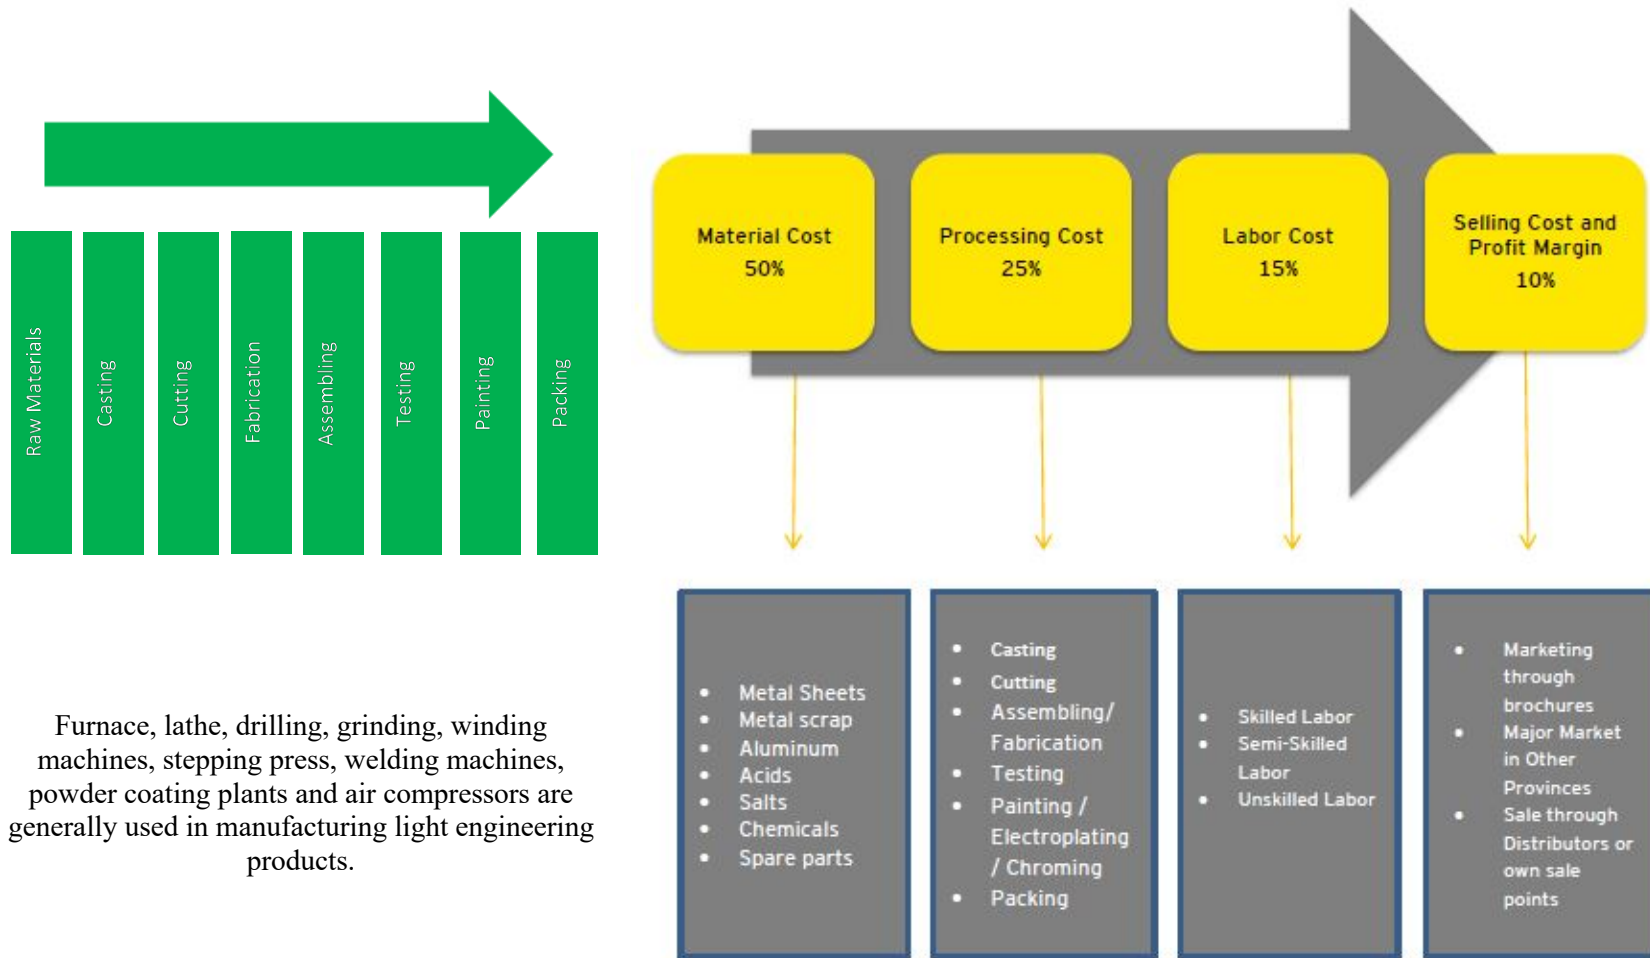 Raw Materials
Casting
Cutting
Fabrication
Assembling
Testing
Painting
Packing
Furnace, lathe, drilling, grinding, winding
machines, stepping press, welding machines,
powder coating plants and air compressors are
generally used in manufacturing light engineering
products.
Material Cost
50%
Processing Cost
25%
Labor Cost
15%
Selling Cost and
Profit Margin
10%
• Metal Sheets
• Metal scrap
• Aluminum
• Acids
• Salts
• Chemicals
• Spare parts
• Casting
• Cutting
• Assembling/
Fabrication
• Testing
• Painting /
Electroplating
/ Chroming
• Packing
• Skilled Labor
• Semi-Skilled
Labor
• Unskilled Labor
• Marketing
through
brochures
• Major Market
in Other
Provinces
• Sale through
Distributors or
own sale
points